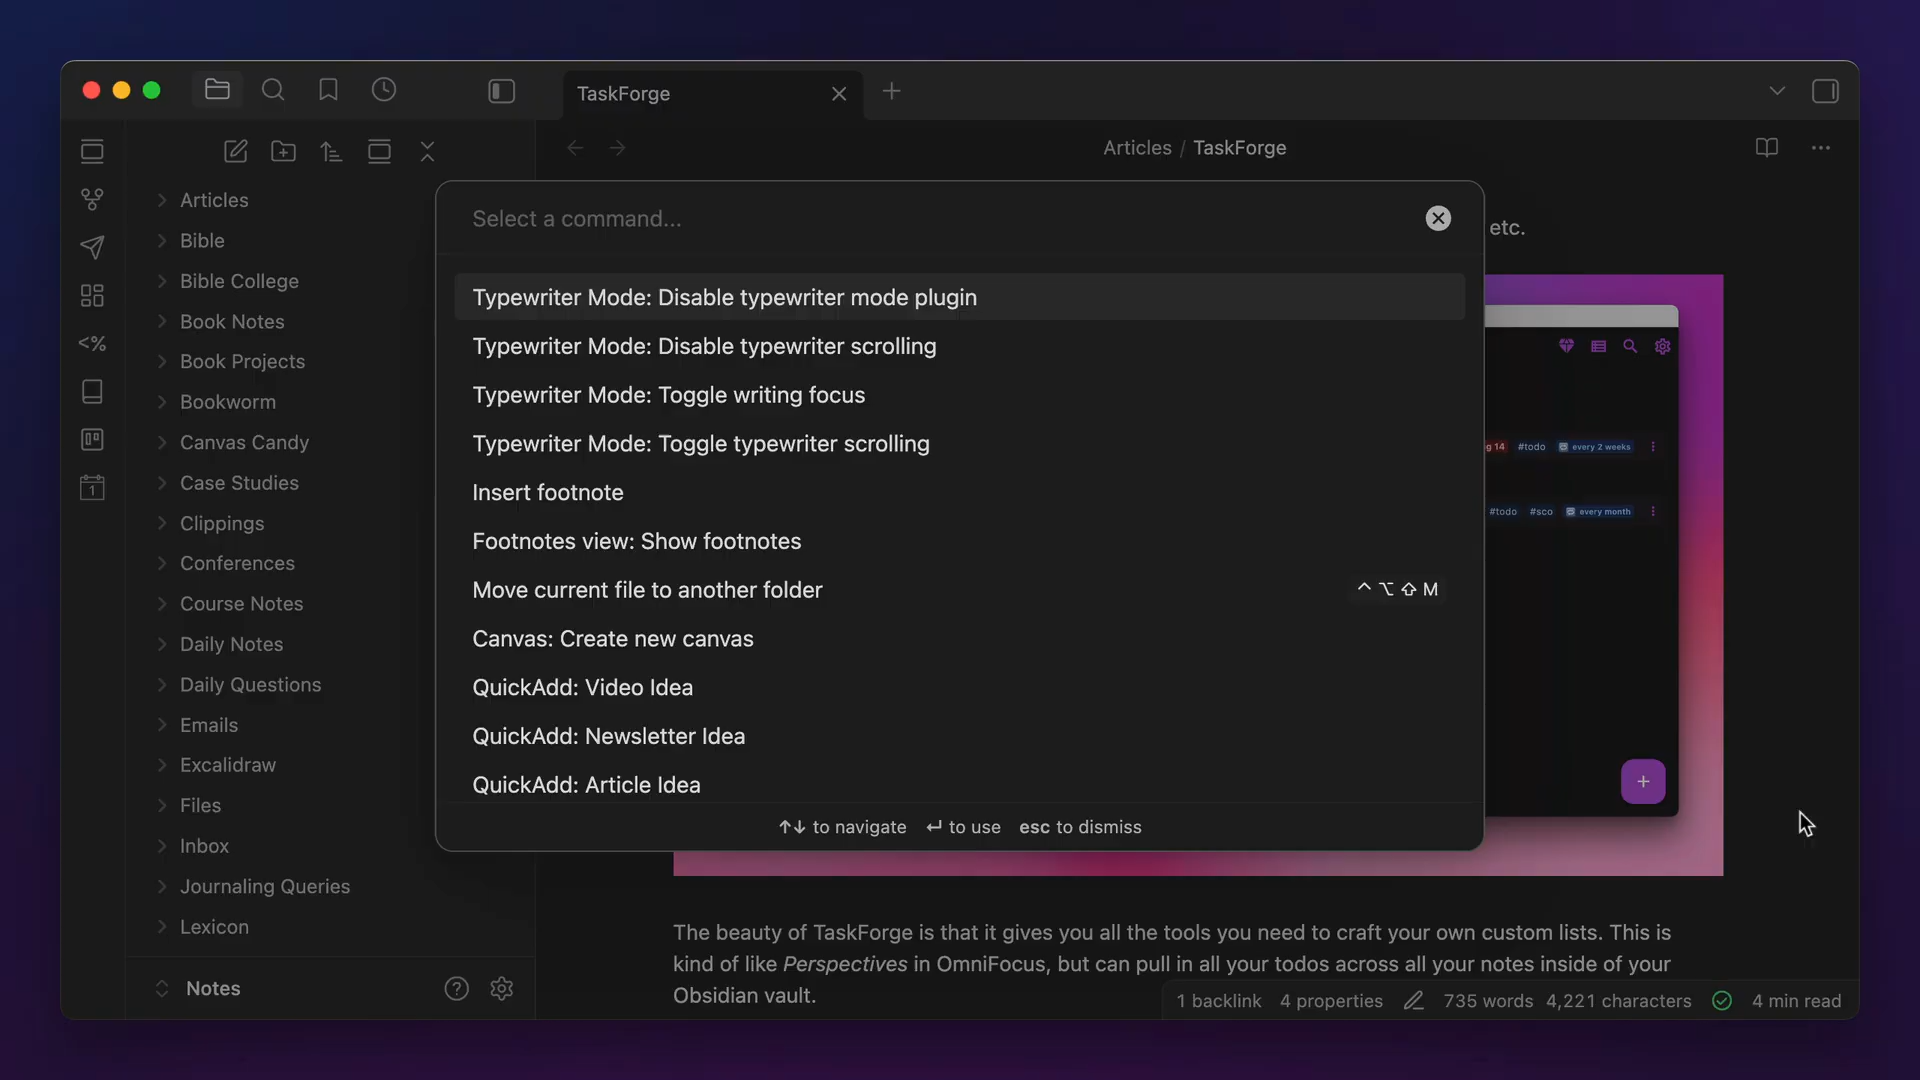 TaskForge
Articles / TaskForge
Articles
Bible
Bible College
Book Notes
Book Projects
Bookworm
Canvas Candy
Case Studies
Clippings
Conferences
Course Notes
Daily Notes
Daily Questions
Emails
Excalidraw
Files
Inbox
Journaling Queries
Lexicon
Notes
<%
1
Select a command...
Typewriter Mode: Disable typewriter mode plugin
Typewriter Mode: Disable typewriter scrolling
Typewriter Mode: Toggle writing focus
Typewriter Mode: Toggle typewriter scrolling
Insert footnote
Footnotes view: Show footnotes
Move current file to another folder ⌃⌥⇧M
Canvas: Create new canvas
QuickAdd: Video Idea
QuickAdd: Newsletter Idea
QuickAdd: Article Idea
↑↓ to navigate ↵ to use esc to dismiss
etc.
g 14 #todo every 2 weeks
#todo #sco every month
The beauty of TaskForge is that it gives you all the tools you need to craft your own custom lists. This is
kind of like Perspectives in OmniFocus, but can pull in all your todos across all your notes inside of your
Obsidian vault.
1 backlink 4 properties 735 words 4,221 characters 4 min read